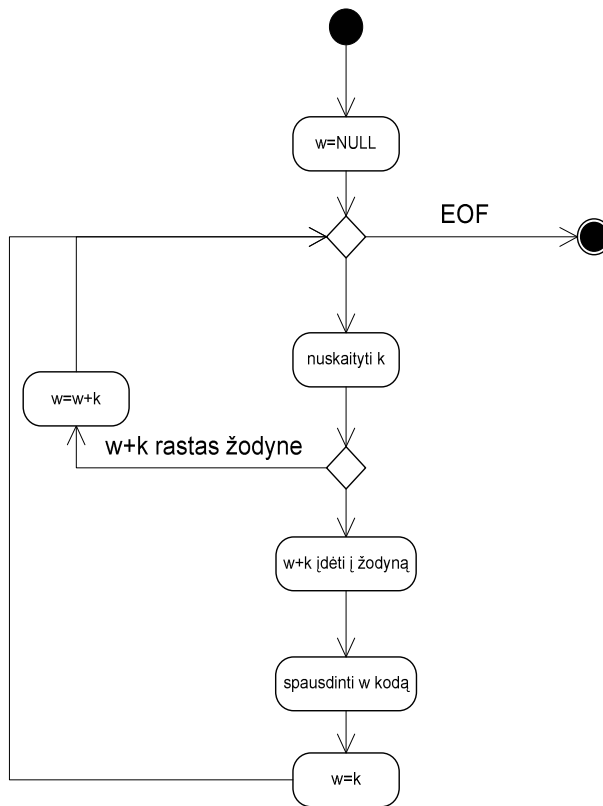 w=NULL
EOF
nuskaityti k
w=w+k
w+k rastas žodyne
w+k įdėti į žodyną
spausdinti w kodą
w=k